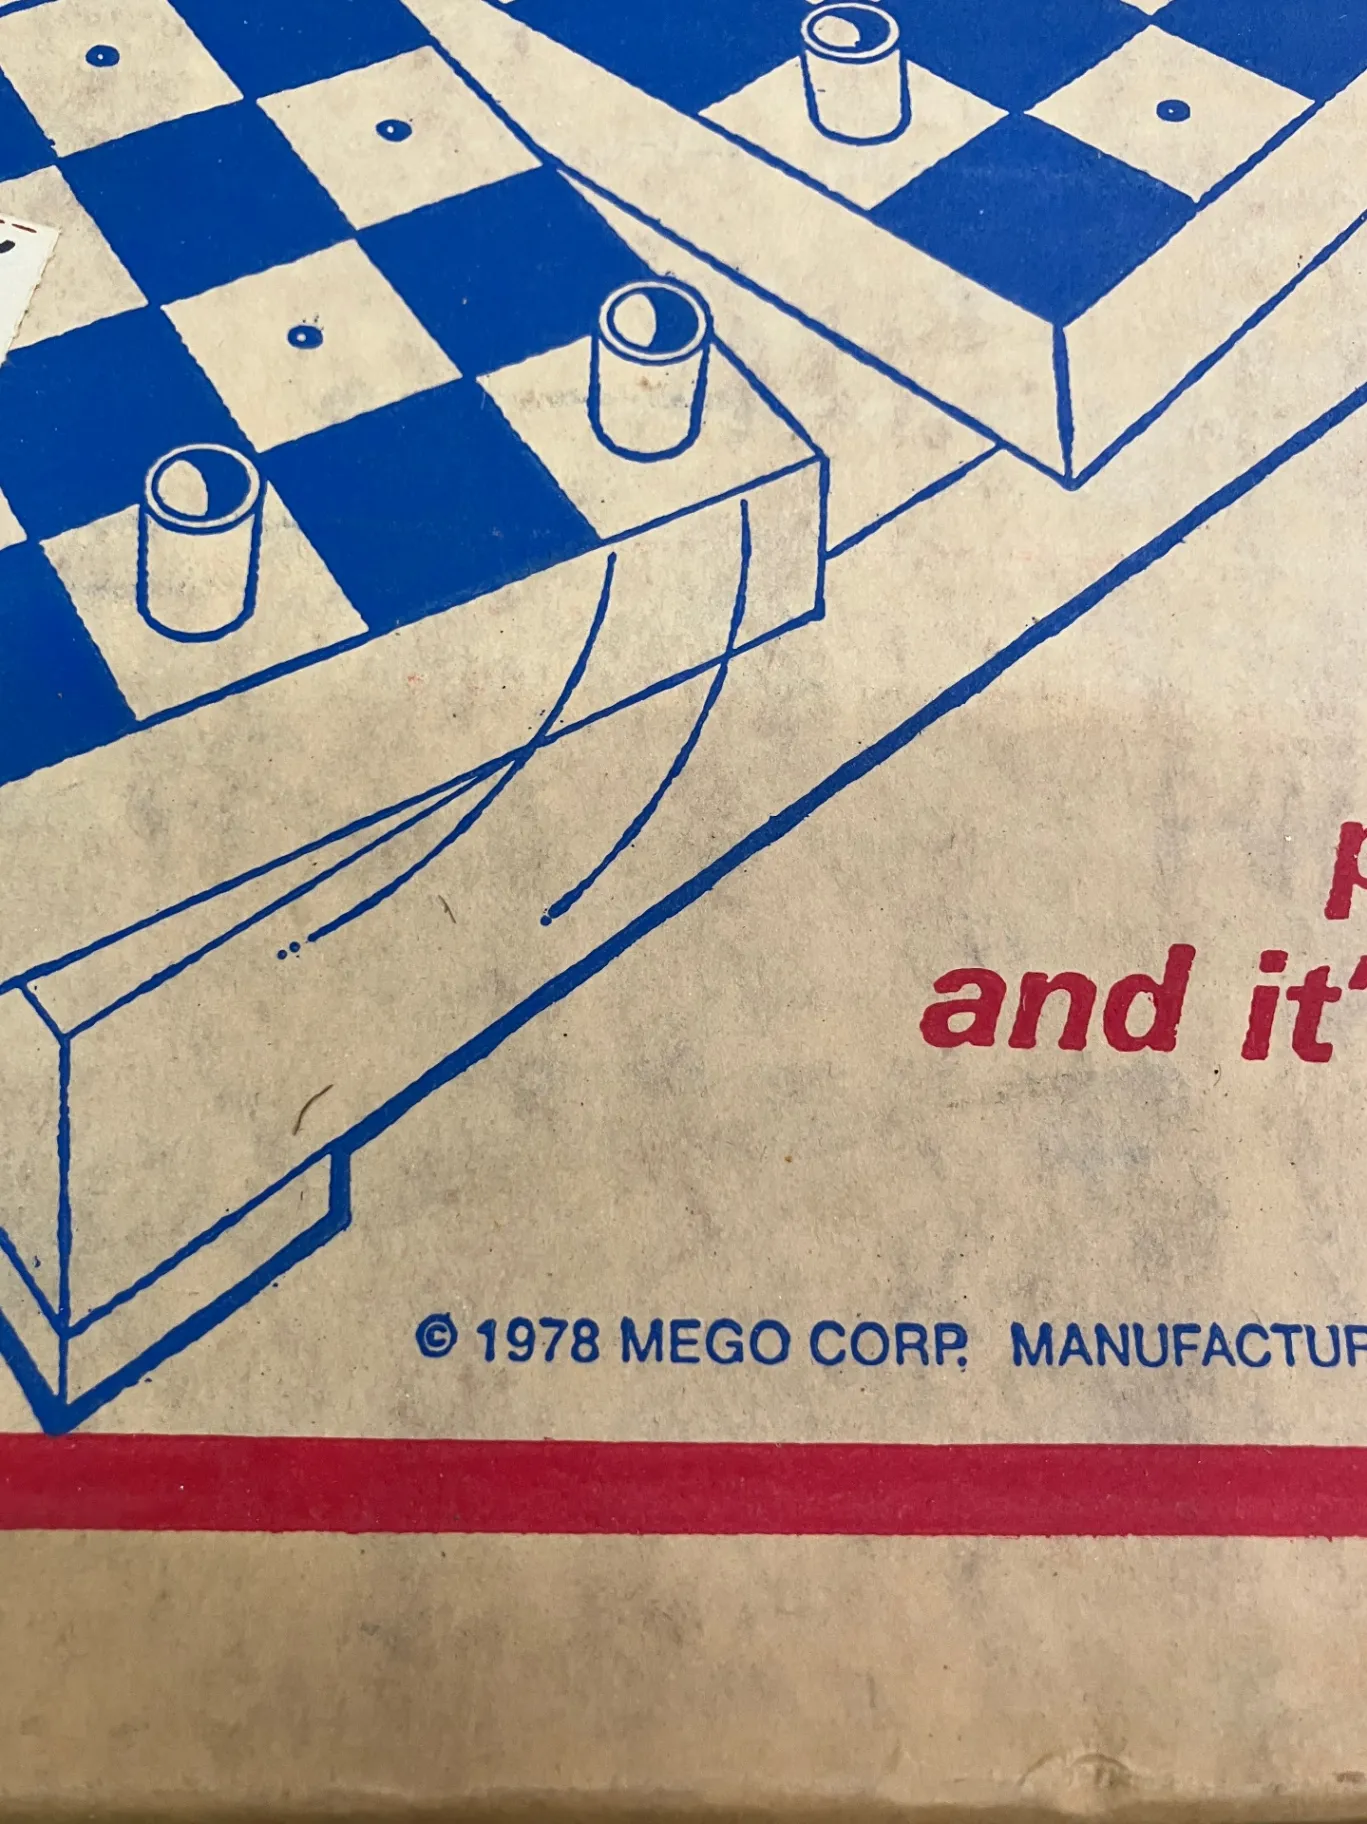 and it'
© 1978 MEGO CORP. MANUFACTUR